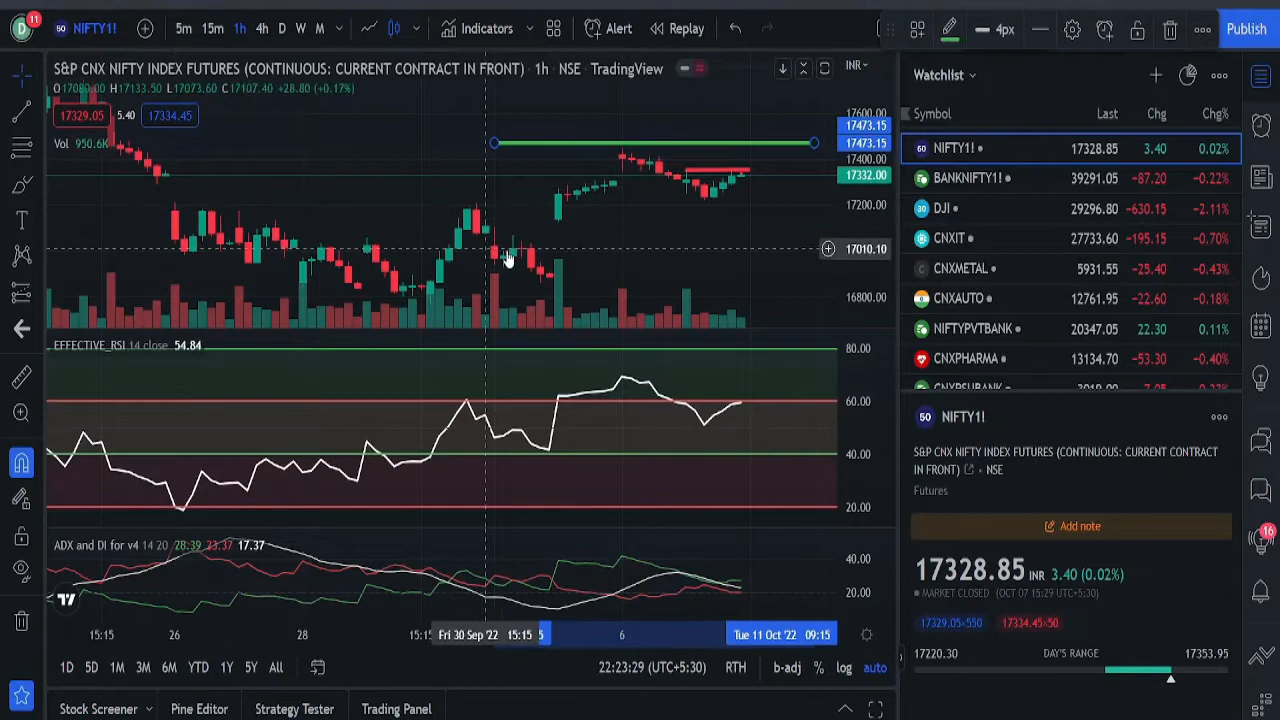 D 11 50 NIFTY1! 5m 15m 1h 4h D W M Indicators Alert Replay 4px Publish
S&P CNX NIFTY INDEX FUTURES (CONTINUOUS: CURRENT CONTRACT IN FRONT) · 1h · NSE TradingView INR
O17080.00 H17133.50 L17073.60 C17107.40 +28.80 (+0.17%)
17329.05 5.40 17334.45
Vol 950.6K
17600.00
17473.15
17473.15
17400.00
17332.00
17200.00
17010.10
16800.00
EFFECTIVE_RSI 14 close 54.84
80.00
60.00
40.00
20.00
ADX and DI for v4 14 20 28.39 23.37 17.37
40.00
20.00
15:15 26 28 15:15 Fri 30 Sep '22 15:15 5 6 Tue 11 Oct '22 09:15
1D 5D 1M 3M 6M YTD 1Y 5Y All 22:23:29 (UTC+5:30) RTH b-adj % log auto
Stock Screener Pine Editor Strategy Tester Trading Panel
Watchlist
Symbol Last Chg Chg%
50 NIFTY1! 17328.85 3.40 0.02%
BANKNIFTY1! 39291.05 −87.20 −0.22%
30 DJI 29296.80 −630.15 −2.11%
CNXIT 27733.60 −195.15 −0.70%
CNXMETAL 5931.55 −25.40 −0.43%
CNXAUTO 12761.95 −22.60 −0.18%
NIFTYPVTBANK 20347.05 22.30 0.11%
CNXPHARMA 13134.70 −53.30 −0.40%
CNXPSUBANK
50 NIFTY1!
S&P CNX NIFTY INDEX FUTURES (CONTINUOUS: CURRENT CONTRACT
IN FRONT) · NSE
Futures
Add note
17328.85 INR 3.40 (0.02%)
MARKET CLOSED (OCT 07 15:29 UTC+5:30)
17329.05×550 17334.45×50
17220.30 DAY'S RANGE 17353.95
16